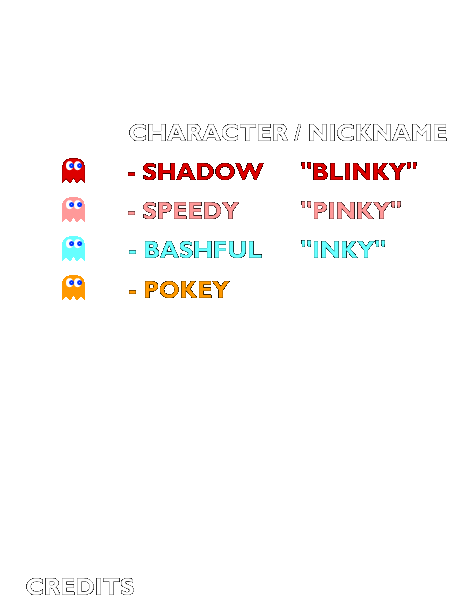 CHARACTER / NICKNAME
- SHADOW "BLINKY"
- SPEEDY "PINKY"
- BASHFUL "INKY"
- POKEY
CREDITS